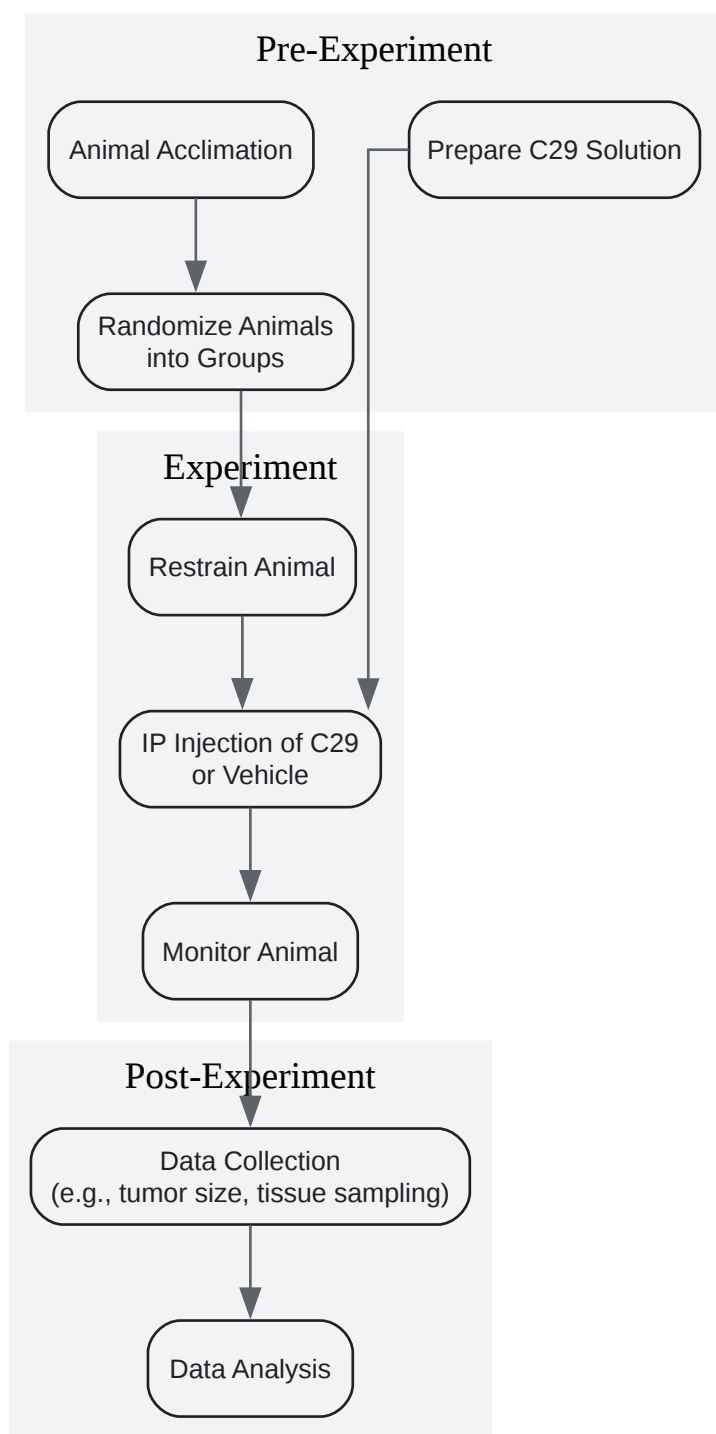 Pre-Experiment
Animal Acclimation
Prepare C29 Solution
Randomize Animals
into Groups
Experiment
Restrain Animal
IP Injection of C29
or Vehicle
Monitor Animal
Post-Experiment
Data Collection
(e.g., tumor size, tissue sampling)
Data Analysis